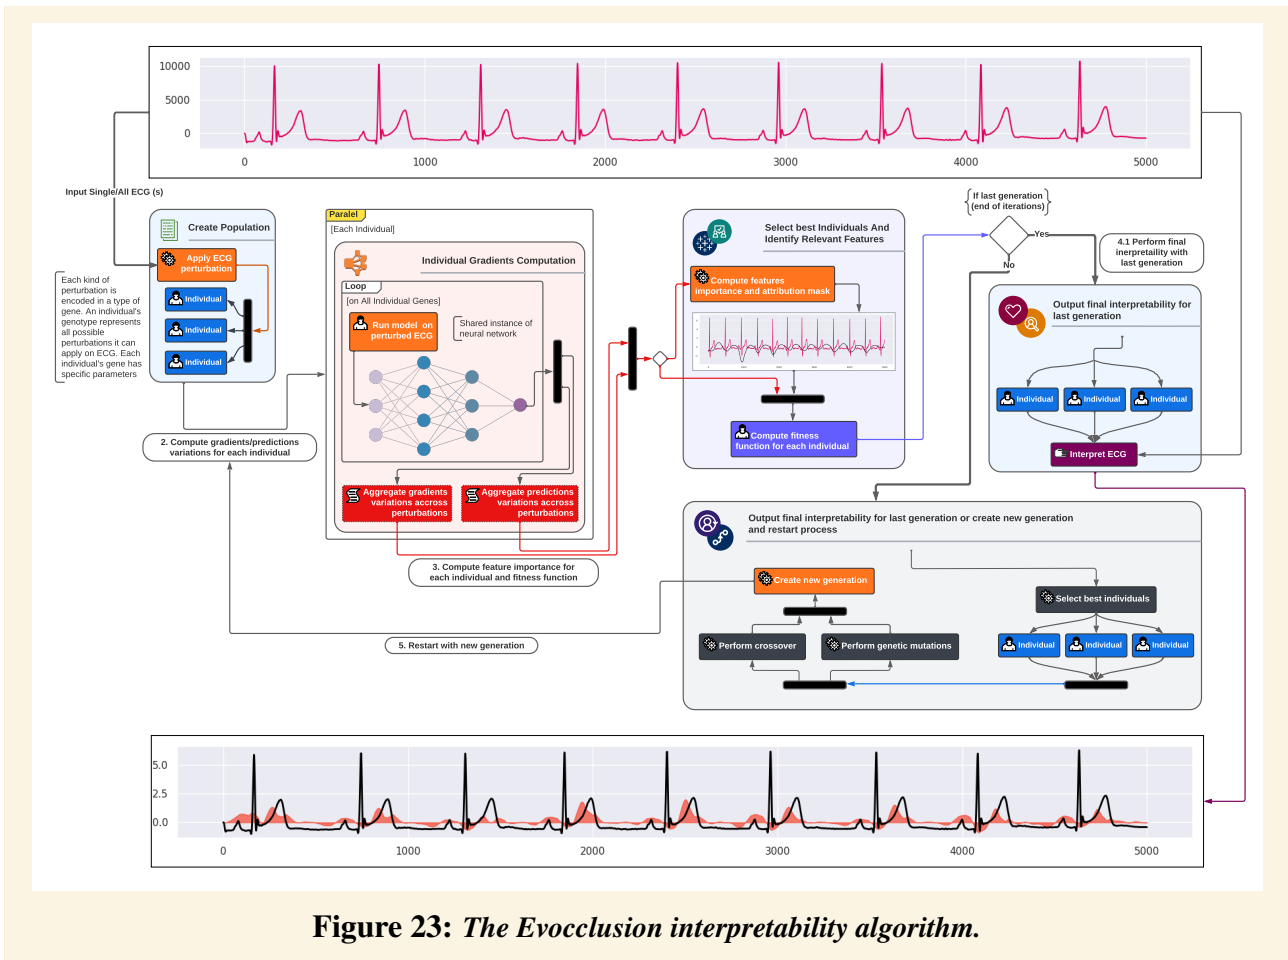 10000
5000
0
0 1000 2000 3000 4000 5000
Input Single/All ECG (s)
Create Population
Apply ECG
perturbation
Individual
Individual
Individual
Each kind of
perturbation is
encoded in a type of
gene. An individual's
genotype represents
all possible
perturbations it can
apply on ECG. Each
individual's gene has
specific parameters
2. Compute gradients/predictions
variations for each individual
Paralel
[Each Individual]
Individual Gradients Computation
Loop
[on All Individual Genes]
Run model on
perturbed ECG
Shared instance of
neural network
Aggregate gradients
variations accross
perturbations
Aggregate predictions
variations accross
perturbations
3. Compute feature importance for
each individual and fitness function
Select best Individuals And
Identify Relevant Features
Compute features
importance and attribution mask
Compute fitness
function for each individual
If last generation
(end of iterations)
Yes
No
4.1 Perform final
inerpretaility with
last generation
Output final interpretability for
last generation
Individual
Individual
Individual
Interpret ECG
Output final interpretability for last generation or create new generation
and restart process
Create new generation
Perform crossover
Perform genetic mutations
Select best individuals
Individual
Individual
Individual
5. Restart with new generation
5.0
2.5
0.0
0 1000 2000 3000 4000 5000
Figure 23: The Evocclusion interpretability algorithm.